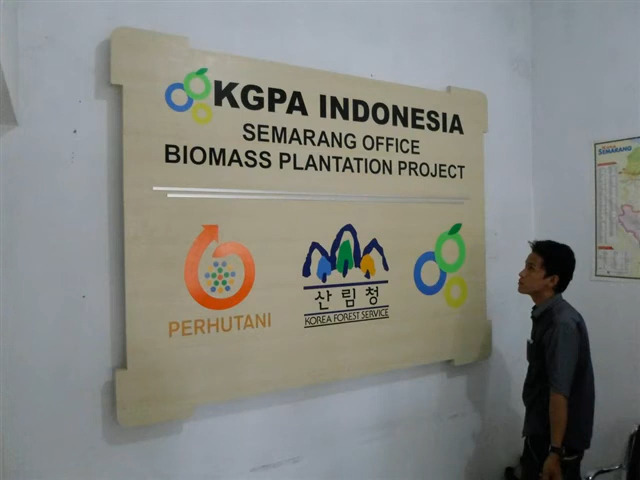 KGPA INDONESIA
SEMARANG OFFICE
BIOMASS PLANTATION PROJECT
PERHUTANI
산림청
KOREA FOREST SERVICE
SEMARANG